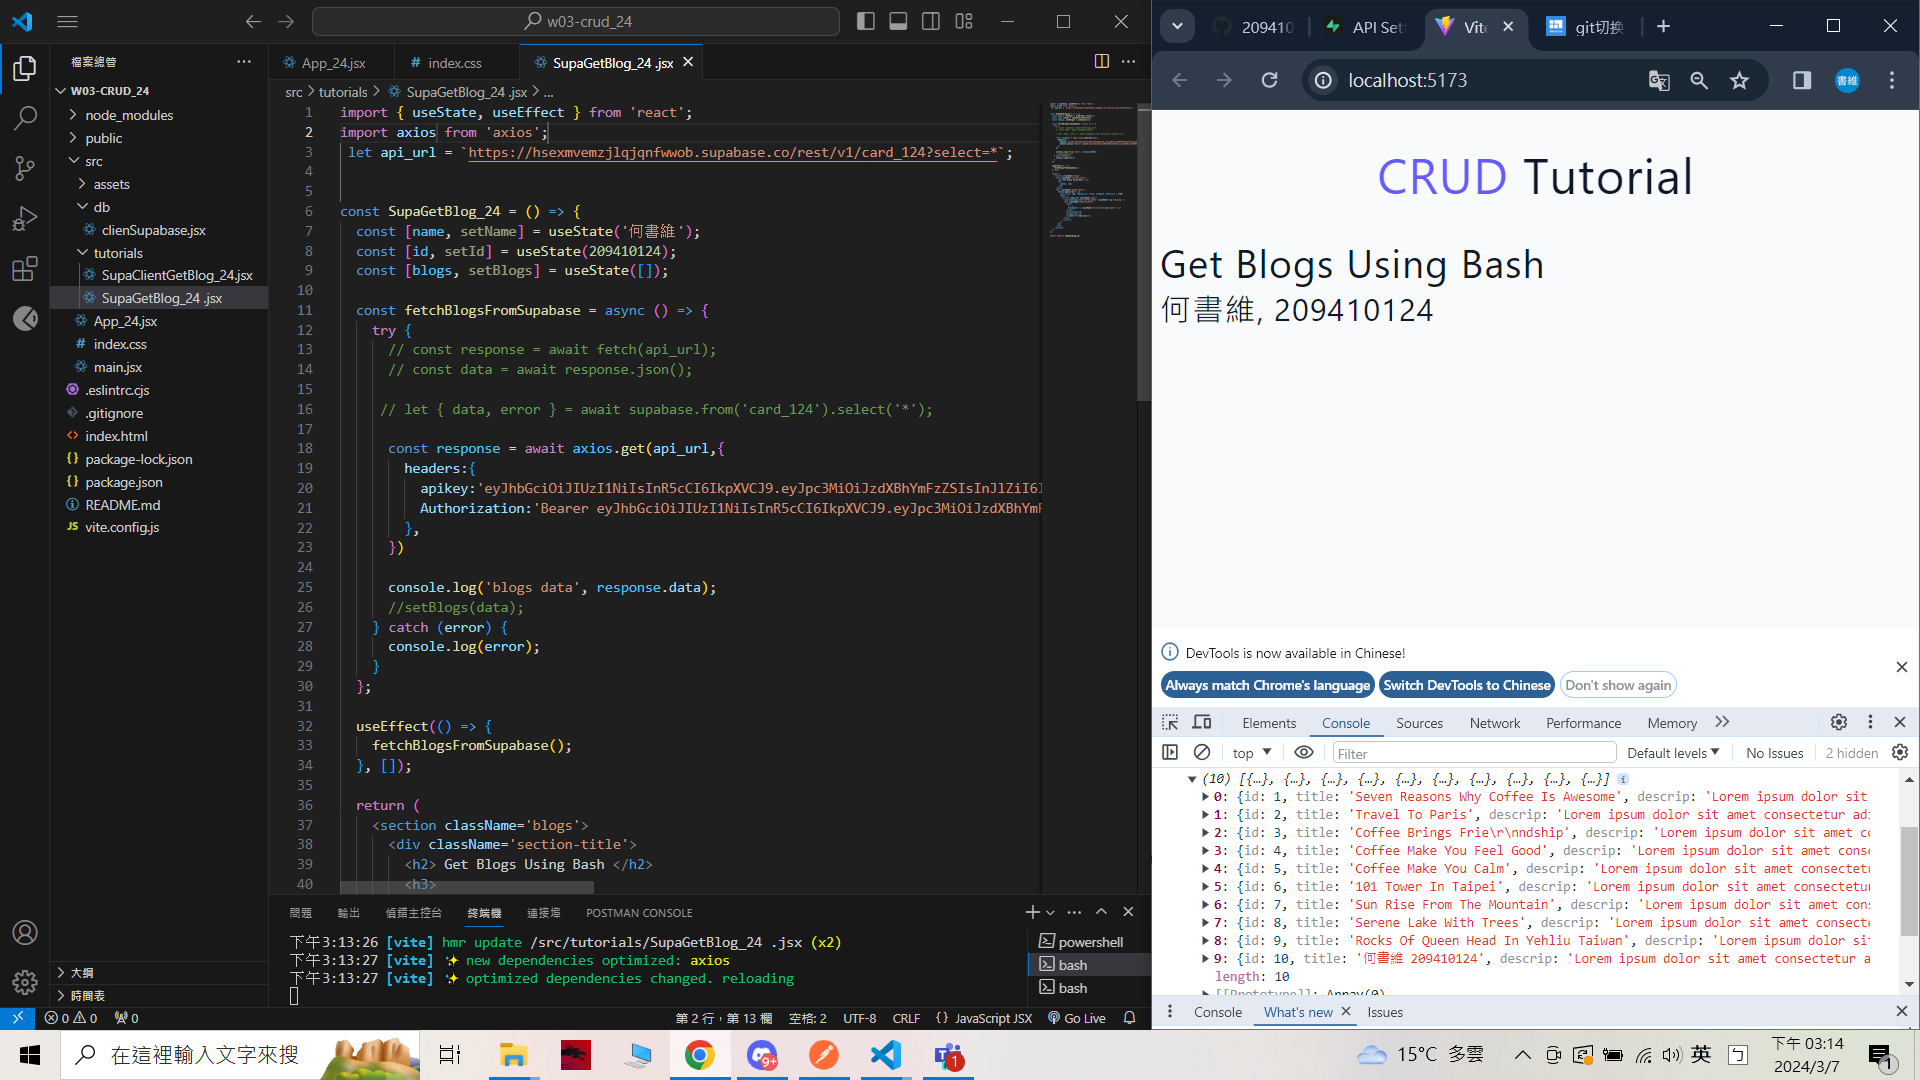 w03-crud_24
檔案總管
W03-CRUD_24
node_modules
public
src
assets
db
clienSupabase.jsx
tutorials
SupaClientGetBlog_24.jsx
SupaGetBlog_24 .jsx
App_24.jsx
index.css
main.jsx
.eslintrc.cjs
.gitignore
index.html
package-lock.json
package.json
README.md
vite.config.js
大綱
時間表
App_24.jsx
index.css
SupaGetBlog_24 .jsx
src > tutorials > SupaGetBlog_24 .jsx > ...
1 import { useState, useEffect } from 'react';
2 import axios from 'axios';
3 let api_url = `https://hsexmvemzjlqjqnfwwob.supabase.co/rest/v1/card_124?select=*`;
4
5
6 const SupaGetBlog_24 = () => {
7 const [name, setName] = useState('何書維');
8 const [id, setId] = useState(209410124);
9 const [blogs, setBlogs] = useState([]);
10
11 const fetchBlogsFromSupabase = async () => {
12 try {
13 // const response = await fetch(api_url);
14 // const data = await response.json();
15
16 // let { data, error } = await supabase.from('card_124').select('*');
17
18 const response = await axios.get(api_url,{
19 headers:{
20 apikey:'eyJhbGciOiJIUzI1NiIsInR5cCI6IkpXVCJ9.eyJpc3MiOiJzdXBhYmFzZSIsInJlZiI6I
21 Authorization:'Bearer eyJhbGciOiJIUzI1NiIsInR5cCI6IkpXVCJ9.eyJpc3MiOiJzdXBhYmF
22 },
23 })
24
25 console.log('blogs data', response.data);
26 //setBlogs(data);
27 } catch (error) {
28 console.log(error);
29 }
30 };
31
32 useEffect(() => {
33 fetchBlogsFromSupabase();
34 }, []);
35
36 return (
37 <section className='blogs'>
38 <div className='section-title'>
39 <h2> Get Blogs Using Bash </h2>
40 <h3>
問題 輸出 偵錯主控台 終端機 連接埠 POSTMAN CONSOLE
下午3:13:26 [vite] hmr update /src/tutorials/SupaGetBlog_24 .jsx (x2)
下午3:13:27 [vite] ✨ new dependencies optimized: axios
下午3:13:27 [vite] ✨ optimized dependencies changed. reloading
powershell
bash
bash
0 0 0 第 2 行，第 13 欄 空格: 2 UTF-8 CRLF {} JavaScript JSX Go Live
209410
API Set
Vite
git切換
localhost:5173
書維
CRUD Tutorial
Get Blogs Using Bash
何書維, 209410124
DevTools is now available in Chinese!
Always match Chrome's language Switch DevTools to Chinese Don't show again
Elements Console Sources Network Performance Memory
top Filter Default levels No Issues 2 hidden
(10) [{…}, {…}, {…}, {…}, {…}, {…}, {…}, {…}, {…}, {…}]
0: {id: 1, title: 'Seven Reasons Why Coffee Is Awesome', descrip: 'Lorem ipsum dolor sit
1: {id: 2, title: 'Travel To Paris', descrip: 'Lorem ipsum dolor sit amet consectetur adi
2: {id: 3, title: 'Coffee Brings Frie\r\nndship', descrip: 'Lorem ipsum dolor sit amet co
3: {id: 4, title: 'Coffee Make You Feel Good', descrip: 'Lorem ipsum dolor sit amet conse
4: {id: 5, title: 'Coffee Make You Calm', descrip: 'Lorem ipsum dolor sit amet consectetu
5: {id: 6, title: '101 Tower In Taipei', descrip: 'Lorem ipsum dolor sit amet consectetur
6: {id: 7, title: 'Sun Rise From The Mountain', descrip: 'Lorem ipsum dolor sit amet cons
7: {id: 8, title: 'Serene Lake With Trees', descrip: 'Lorem ipsum dolor sit amet consecte
8: {id: 9, title: 'Rocks Of Queen Head In Yehliu Taiwan', descrip: 'Lorem ipsum dolor sit
9: {id: 10, title: '何書維 209410124', descrip: 'Lorem ipsum dolor sit amet consectetur a
length: 10
[[Prototype]]: Array(0)
Console What's new Issues
在這裡輸入文字來搜
9+
1
15°C 多雲
英
下午 03:14
2024/3/7
1